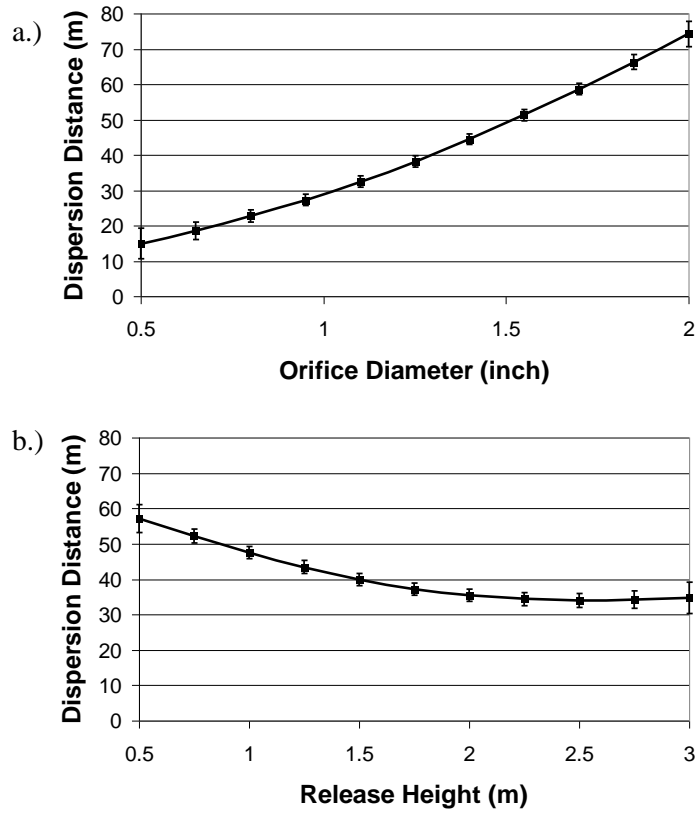 a.)
Dispersion Distance (m)
80
70
60
50
40
30
20
10
0
0.5 1 1.5 2
Orifice Diameter (inch)
b.)
Dispersion Distance (m)
80
70
60
50
40
30
20
10
0
0.5 1 1.5 2 2.5 3
Release Height (m)